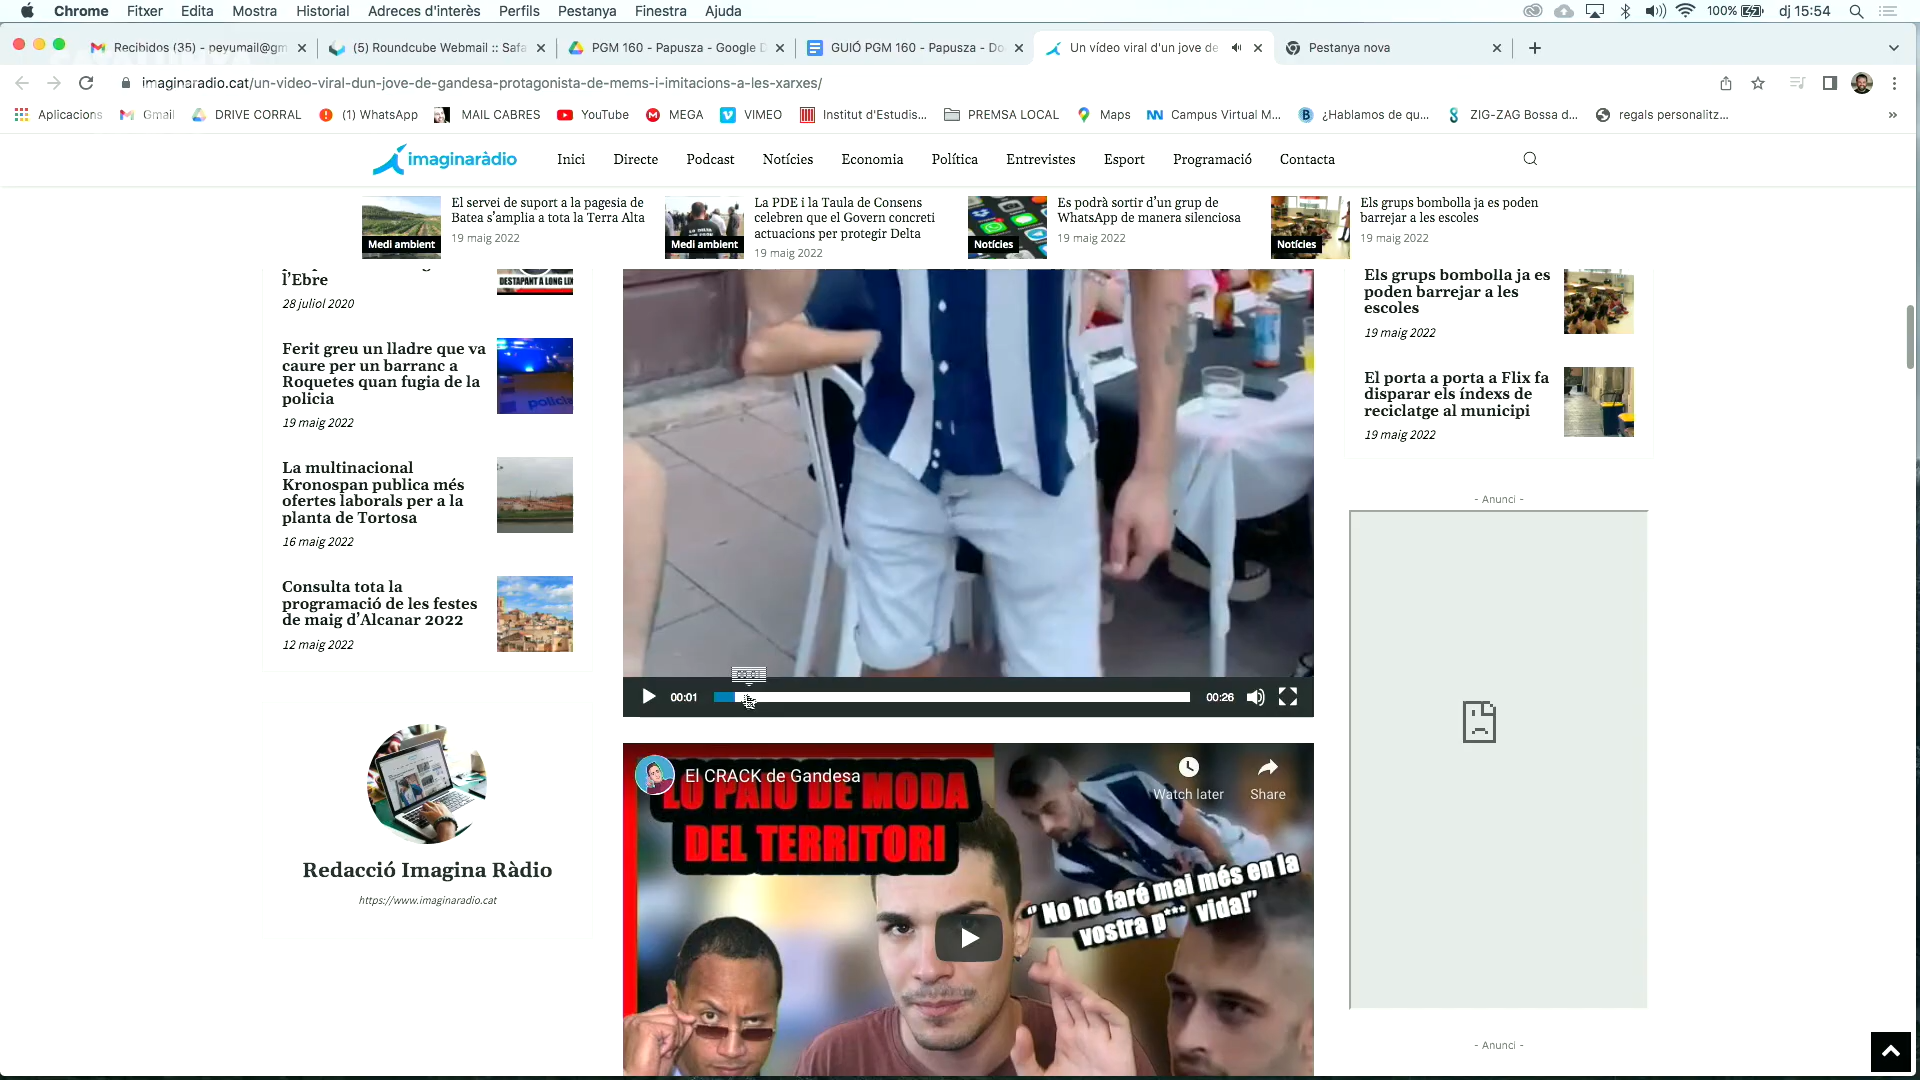 Chrome Fitxer Edita Mostra Historial Adreces d'interès Perfils Pestanya Finestra Ajuda 100% dj 15:54
Recibidos (35) - peyumail@gm (5) Roundcube Webmail :: Safa PGM 160 - Papusza - Google D GUIÓ PGM 160 - Papusza - Do Un vídeo viral d'un jove de Pestanya nova
imaginaradio.cat/un-video-viral-dun-jove-de-gandesa-protagonista-de-mems-i-imitacions-a-les-xarxes/
Aplicacions Gmail DRIVE CORRAL (1) WhatsApp MAIL CABRES YouTube MEGA VIMEO Institut d'Estudis... PREMSA LOCAL Maps Campus Virtual M... ¿Hablamos de qu... ZIG-ZAG Bossa d... regals personalitz...
imaginaràdio Inici Directe Podcast Notícies Economia Política Entrevistes Esport Programació Contacta
El servei de suport a la pagesia de
Batea s'amplia a tota la Terra Alta
19 maig 2022
Medi ambient
La PDE i la Taula de Consens
celebren que el Govern concreti
actuacions per protegir Delta
19 maig 2022
Medi ambient
Es podrà sortir d'un grup de
WhatsApp de manera silenciosa
19 maig 2022
Notícies
Els grups bombolla ja es poden
barrejar a les escoles
19 maig 2022
Notícies
l'Ebre
28 juliol 2020
DESTAPANT A LONG LI
Ferit greu un lladre que va
caure per un barranc a
Roquetes quan fugia de la
policia
19 maig 2022
La multinacional
Kronospan publica més
ofertes laborals per a la
planta de Tortosa
16 maig 2022
Consulta tota la
programació de les festes
de maig d'Alcanar 2022
12 maig 2022
Redacció Imagina Ràdio
https://www.imaginaradio.cat
00:01 00:26
El CRACK de Gandesa
Watch later Share
LO PAIO DE MODA
DEL TERRITORI
"No ho faré mai més en la
vostra p*** vida!"
Els grups bombolla ja es
poden barrejar a les
escoles
19 maig 2022
El porta a porta a Flix fa
disparar els índexs de
reciclatge al municipi
19 maig 2022
- Anunci -
- Anunci -